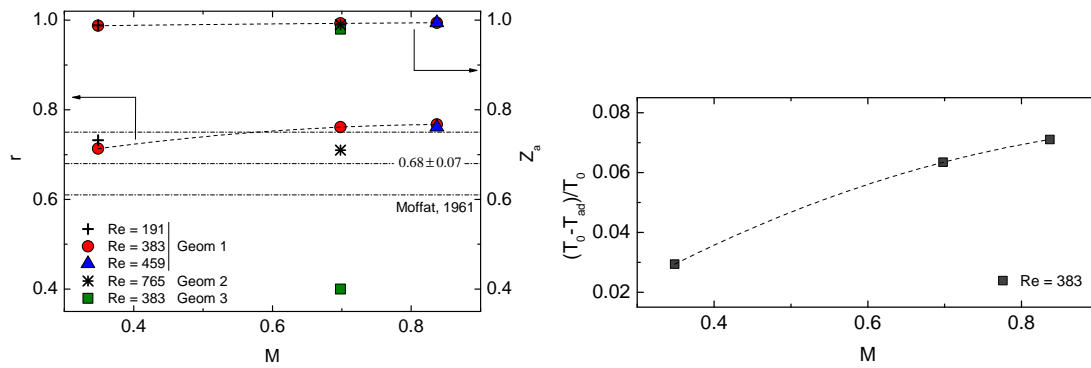 1.0
0.8
0.6
0.4
r
1.0
0.8
0.6
0.4
Z_a
0.68±0.07
Moffat, 1961
Re = 191
Re = 383 Geom 1
Re = 459
Re = 765 Geom 2
Re = 383 Geom 3
0.4 0.6 0.8
M
0.08
0.06
0.04
0.02
(T_0-T_ad)/T_0
Re = 383
0.4 0.6 0.8
M